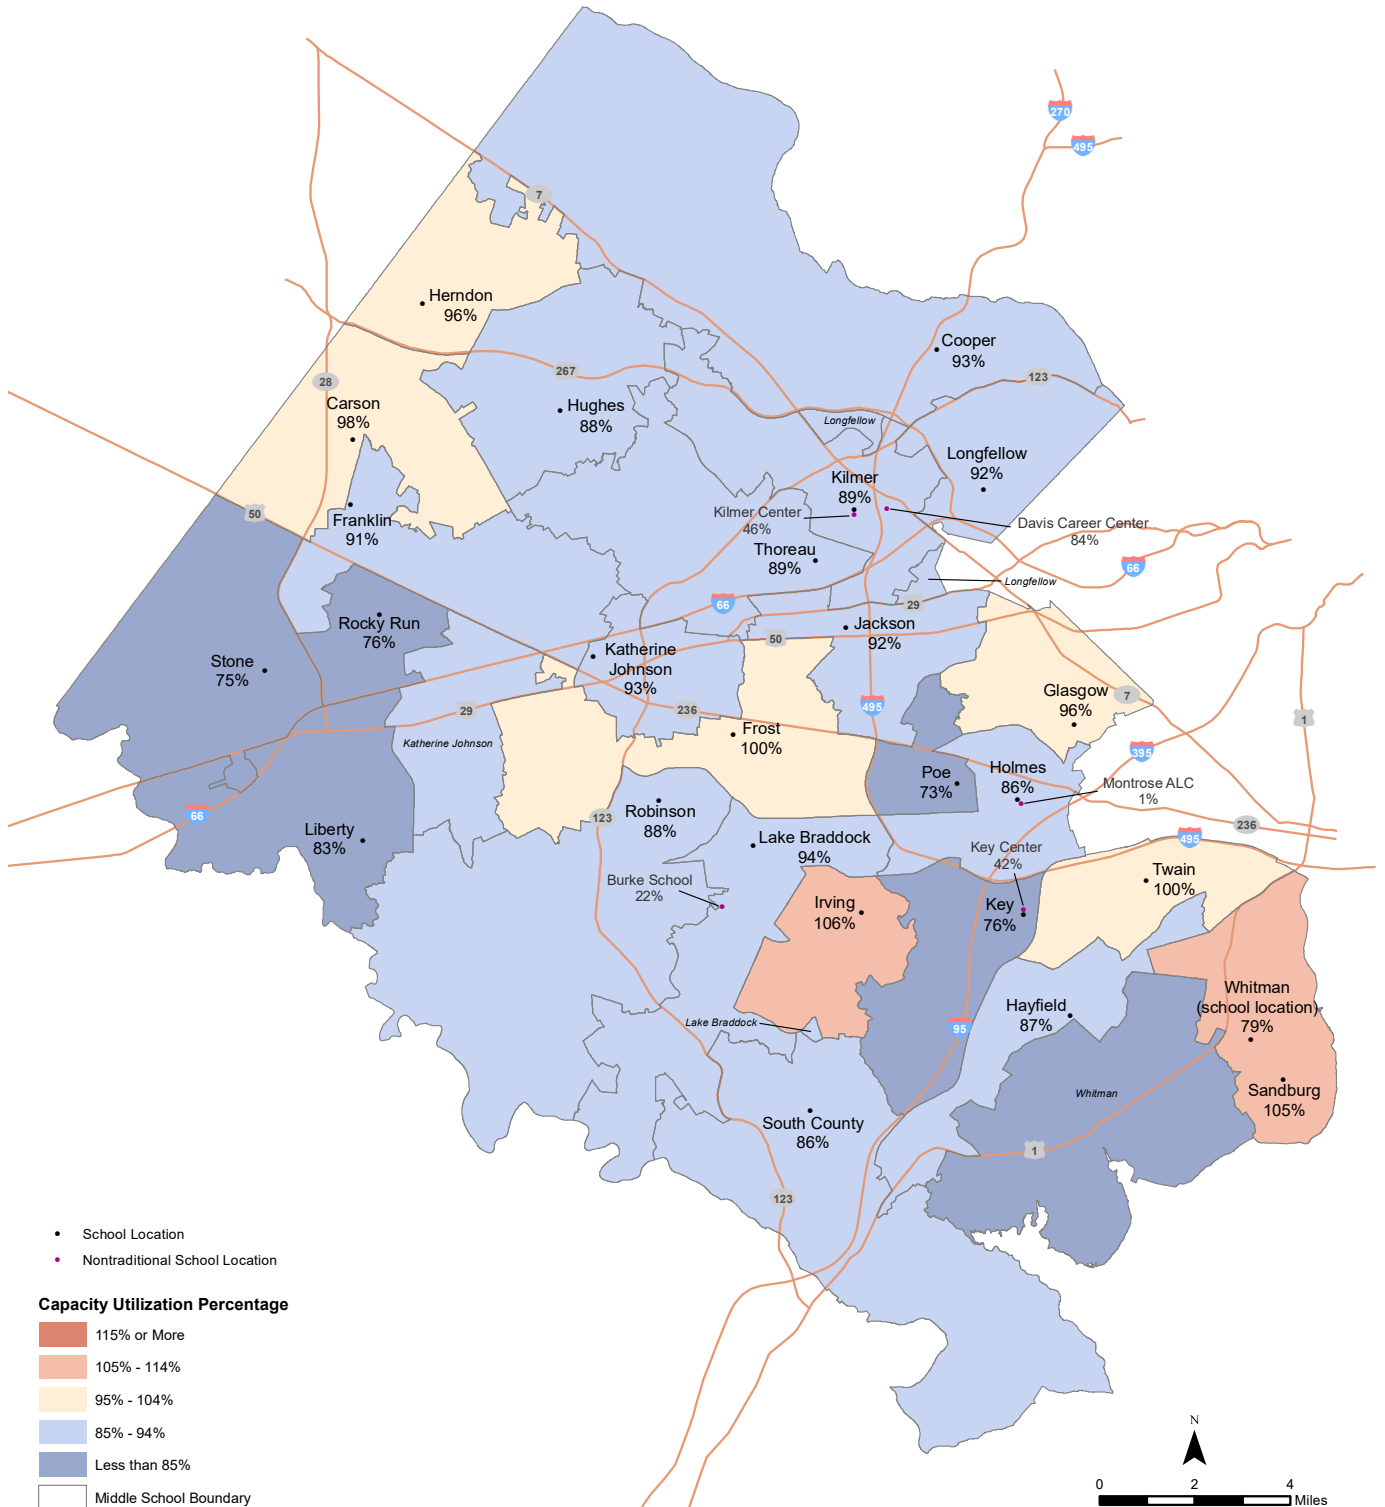 270
495
7
Herndon
96%
Cooper
93%
267
123
28
Carson
98%
Hughes
88%
Longfellow
Longfellow
92%
Kilmer
89%
Kilmer Center
46%
50
Franklin
91%
Davis Career Center
84%
Thoreau
89%
66
Longfellow
66
29
Rocky Run
76%
Jackson
92%
50
Katherine
Johnson
93%
Stone
75%
Glasgow
96%
7
29
236
495
1
Frost
100%
Katherine Johnson
395
Poe
73%
Holmes
86%
Montrose ALC
1%
66
123
Robinson
88%
236
Liberty
83%
Lake Braddock
94%
495
Key Center
42%
Twain
100%
Burke School
22%
Irving
106%
Key
76%
Whitman
(school location)
79%
Hayfield
87%
Lake Braddock
95
Whitman
Sandburg
105%
South County
86%
1
123
School Location
Nontraditional School Location
Capacity Utilization Percentage
115% or More
105% - 114%
95% - 104%
85% - 94%
Less than 85%
Middle School Boundary
N
0 2 4
Miles